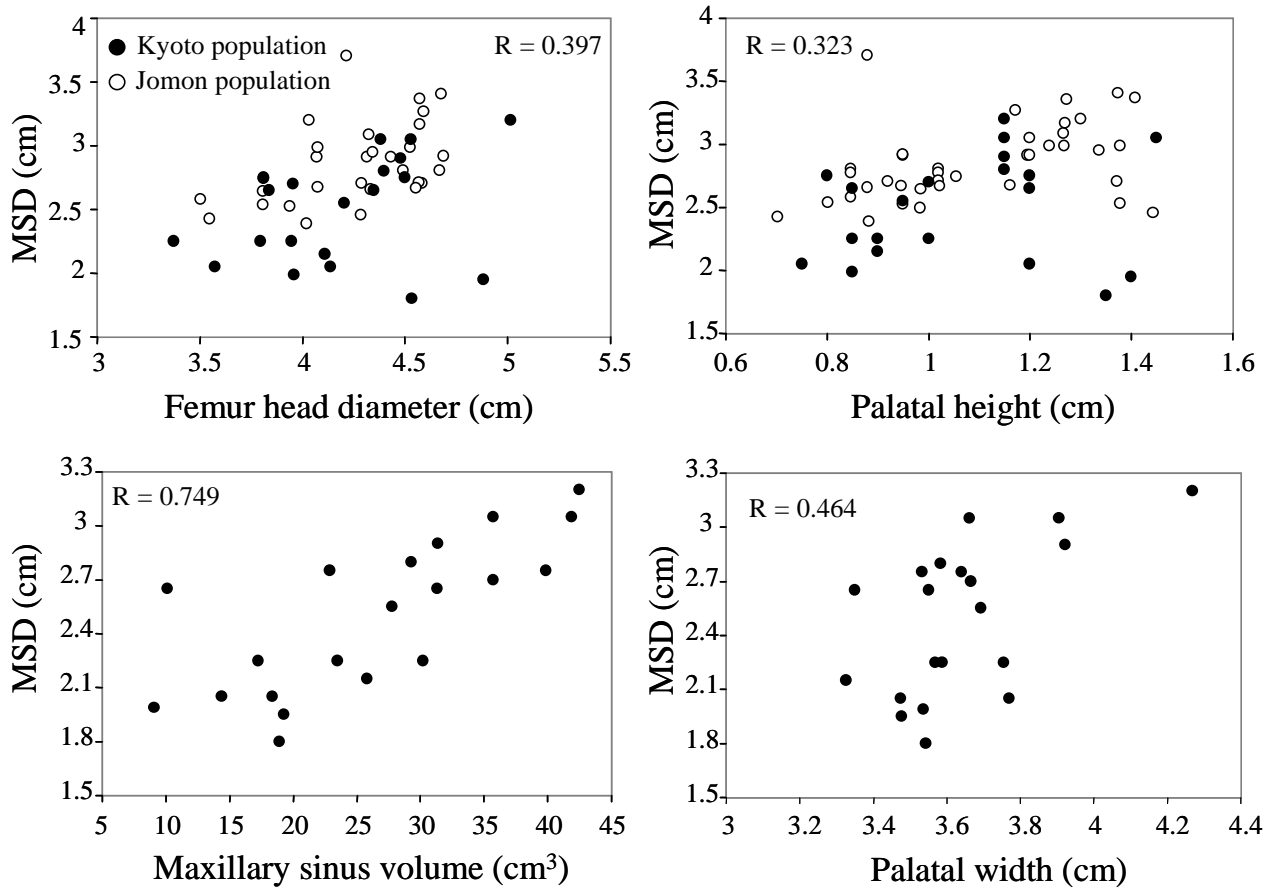 4
3.5
3
2.5
2
1.5
MSD (cm)
Kyoto population
Jomon population
R = 0.397
3 3.5 4 4.5 5 5.5
Femur head diameter (cm)
4
3.5
3
2.5
2
1.5
MSD (cm)
R = 0.323
0.6 0.8 1 1.2 1.4 1.6
Palatal height (cm)
3.3
3
2.7
2.4
2.1
1.8
1.5
MSD (cm)
R = 0.749
5 10 15 20 25 30 35 40 45
Maxillary sinus volume (cm³)
3.3
3
2.7
2.4
2.1
1.8
1.5
MSD (cm)
R = 0.464
3 3.2 3.4 3.6 3.8 4 4.2 4.4
Palatal width (cm)